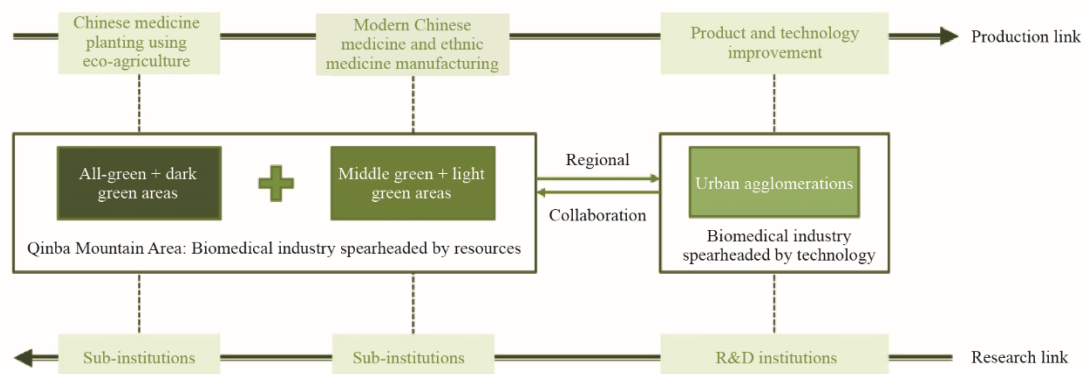 Chinese medicine
planting using
eco-agriculture
Modern Chinese
medicine and ethnic
medicine manufacturing
Product and technology
improvement
Production link
All-green + dark
green areas
Middle green + light
green areas
Qinba Mountain Area: Biomedical industry spearheaded by resources
Regional
Collaboration
Urban agglomerations
Biomedical industry
spearheaded by technology
Sub-institutions
Sub-institutions
R&D institutions
Research link